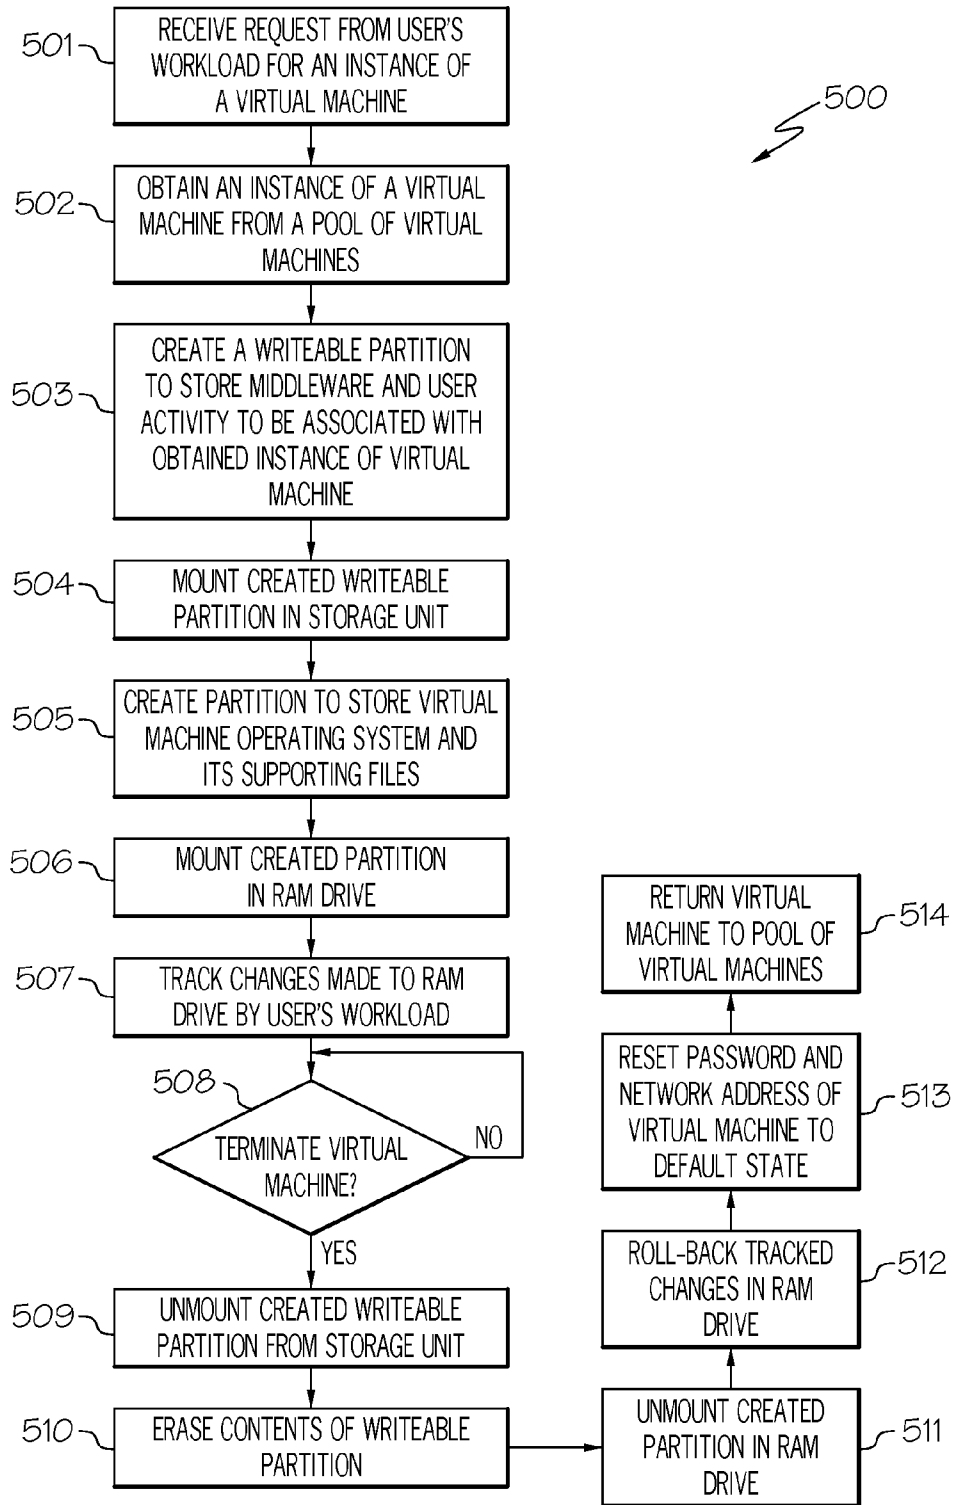 501
RECEIVE REQUEST FROM USER'S
WORKLOAD FOR AN INSTANCE OF
A VIRTUAL MACHINE
500
502
OBTAIN AN INSTANCE OF A VIRTUAL
MACHINE FROM A POOL OF VIRTUAL
MACHINES
503
CREATE A WRITEABLE PARTITION
TO STORE MIDDLEWARE AND USER
ACTIVITY TO BE ASSOCIATED WITH
OBTAINED INSTANCE OF VIRTUAL
MACHINE
504
MOUNT CREATED WRITEABLE
PARTITION IN STORAGE UNIT
505
CREATE PARTITION TO STORE VIRTUAL
MACHINE OPERATING SYSTEM AND
ITS SUPPORTING FILES
506
MOUNT CREATED PARTITION
IN RAM DRIVE
507
TRACK CHANGES MADE TO RAM
DRIVE BY USER'S WORKLOAD
508
TERMINATE VIRTUAL
MACHINE?
NO
YES
509
UNMOUNT CREATED WRITEABLE
PARTITION FROM STORAGE UNIT
510
ERASE CONTENTS OF WRITEABLE
PARTITION
UNMOUNT CREATED
PARTITION IN RAM
DRIVE
511
ROLL-BACK TRACKED
CHANGES IN RAM
DRIVE
512
RESET PASSWORD AND
NETWORK ADDRESS OF
VIRTUAL MACHINE TO
DEFAULT STATE
513
RETURN VIRTUAL
MACHINE TO POOL OF
VIRTUAL MACHINES
514